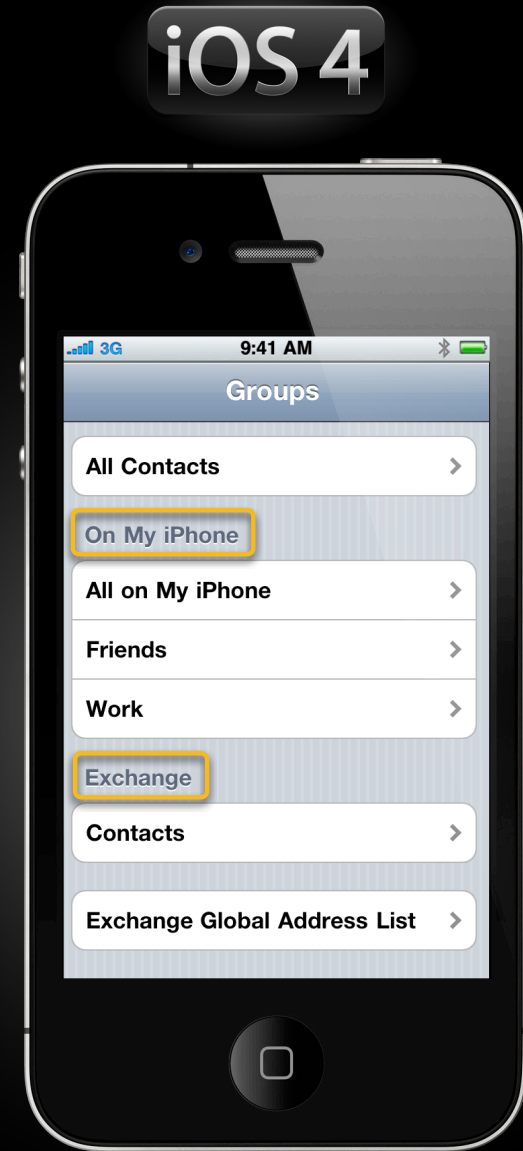 iOS 4
3G 9:41 AM
Groups
All Contacts
On My iPhone
All on My iPhone
Friends
Work
Exchange
Contacts
Exchange Global Address List